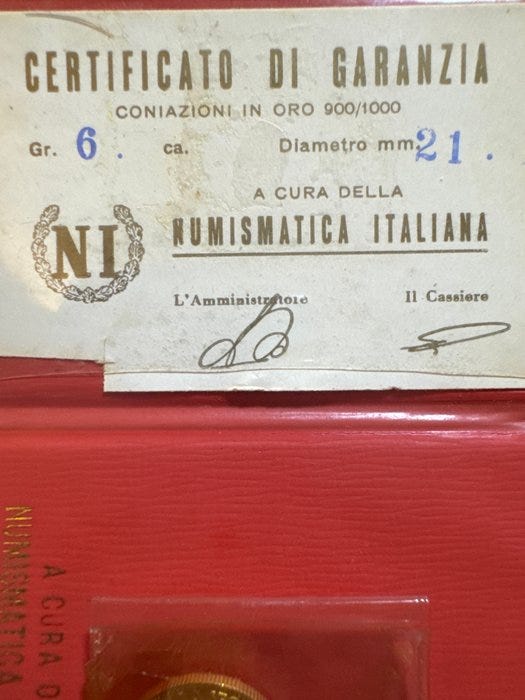 CERTIFICATO DI GARANZIA
CONIAZIONI IN ORO 900/1000
Gr. 6. ca. Diametro mm. 21.
A CURA DELLA
NUMISMATICA ITALIANA
NI
L'Amministratore Il Cassiere
A CURA D
NUMISMATICA